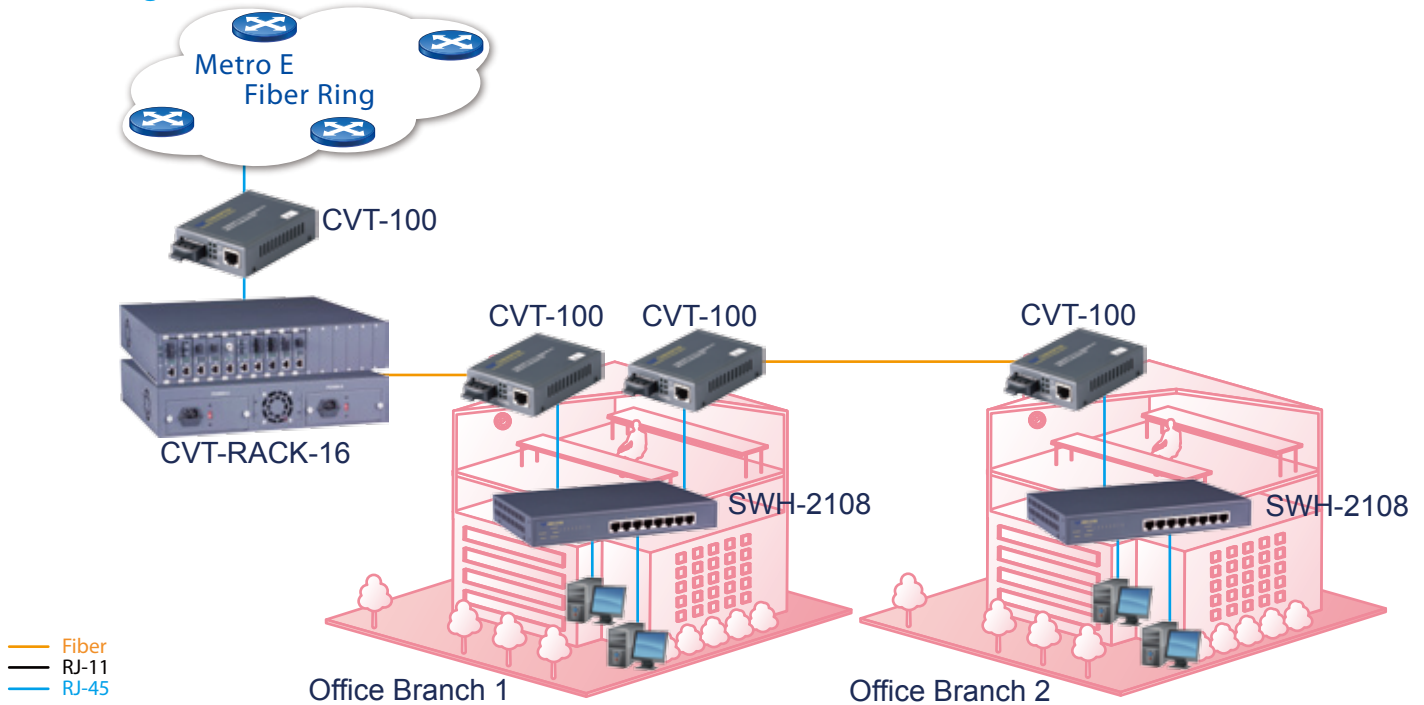 Metro E
Fiber Ring
CVT-100
CVT-100
CVT-100
CVT-100
CVT-RACK-16
SWH-2108
SWH-2108
Fiber
RJ-11
RJ-45
Office Branch 1
Office Branch 2